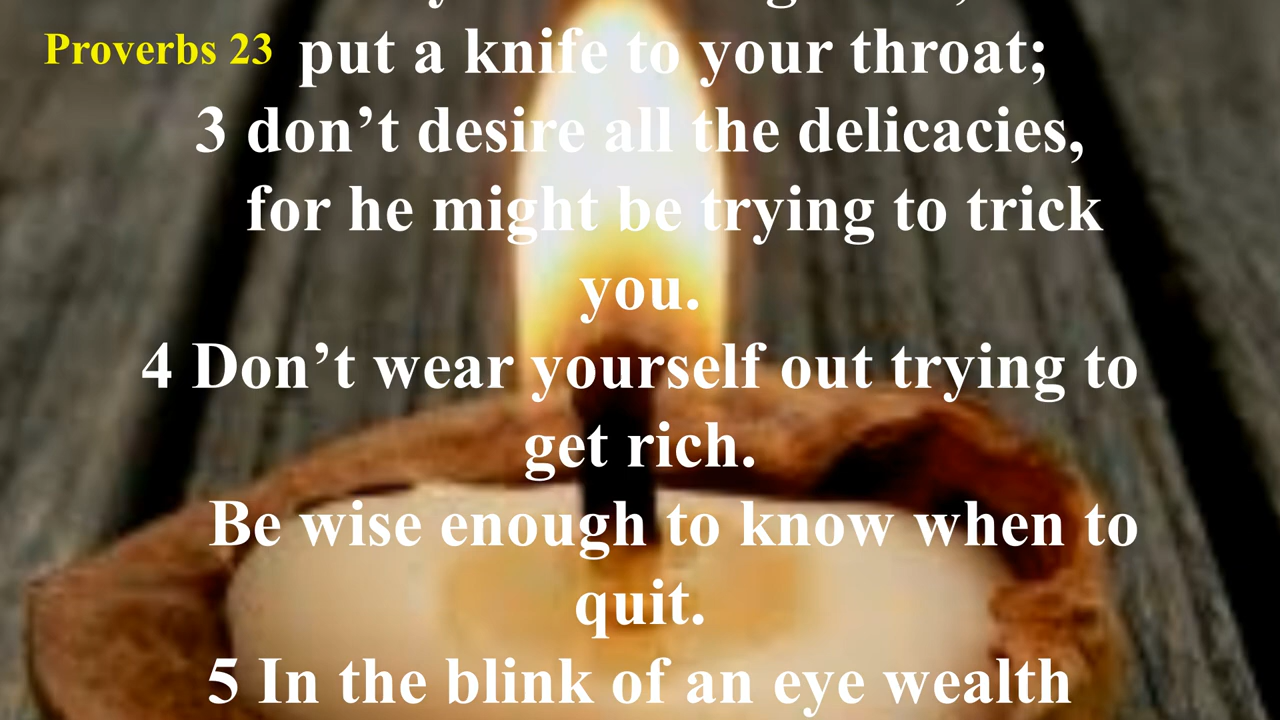 Proverbs 23
put a knife to your throat;
3 don’t desire all the delicacies,
for he might be trying to trick
you.
4 Don’t wear yourself out trying to
get rich.
Be wise enough to know when to
quit.
5 In the blink of an eye wealth